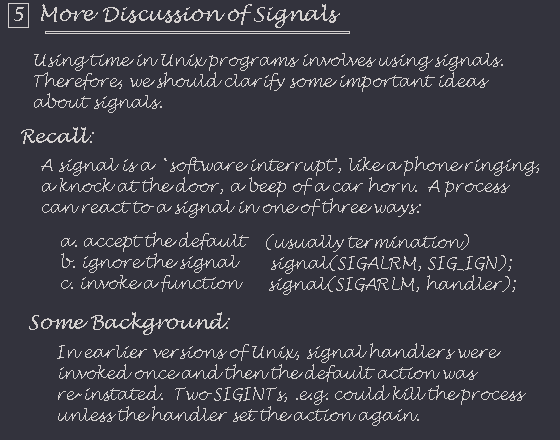 5 More Discussion of Signals
Using time in Unix programs involves using signals.
Therefore, we should clarify some important ideas
about signals.
Recall:
A signal is a `software interrupt', like a phone ringing,
a knock at the door, a beep of a car horn. A process
can react to a signal in one of three ways:
a. accept the default (usually termination)
b. ignore the signal signal(SIGALRM, SIG_IGN);
c. invoke a function signal(SIGARLM, handler);
Some Background:
In earlier versions of Unix, signal handlers were
invoked once and then the default action was
re-instated. Two SIGINTs, .e.g. could kill the process
unless the handler set the action again.